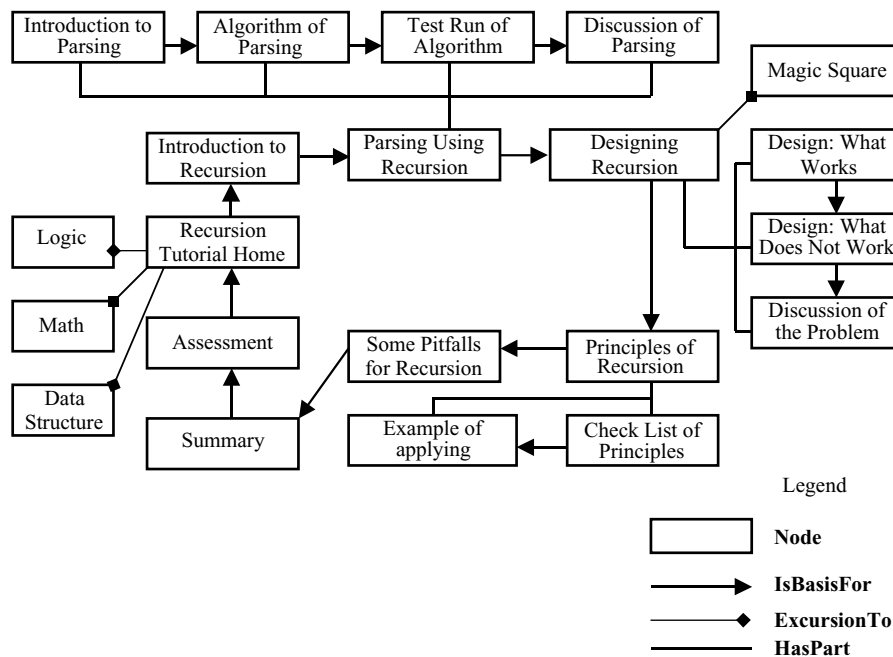 Introduction to
Parsing
Algorithm of
Parsing
Test Run of
Algorithm
Discussion of
Parsing
Magic Square
Introduction to
Recursion
Parsing Using
Recursion
Designing
Recursion
Design: What
Works
Logic
Recursion
Tutorial Home
Design: What
Does Not Work
Math
Assessment
Some Pitfalls
for Recursion
Principles of
Recursion
Discussion of
the Problem
Data
Structure
Summary
Example of
applying
Check List of
Principles
Legend
Node
IsBasisFor
ExcursionTo
HasPart